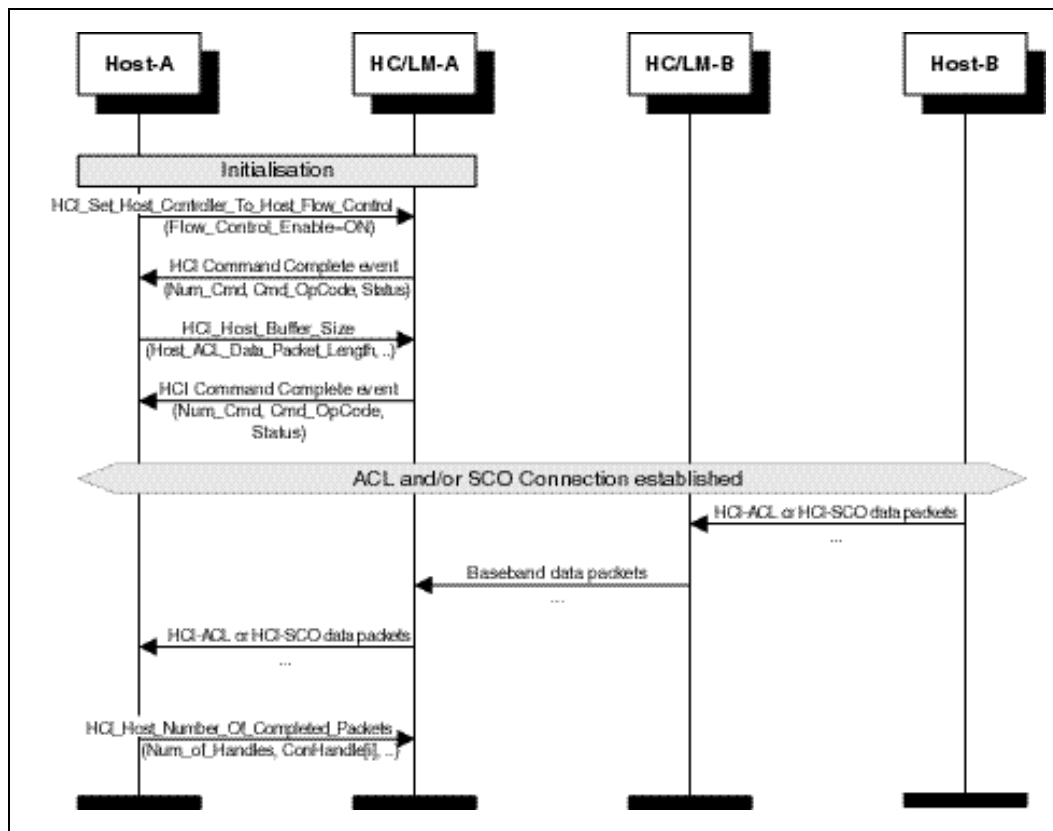 Host-A
HC/LM-A
HC/LM-B
Host-B
Initialisation
HCI_Set_Host_Controller_To_Host_Flow_Control
(Flow_Control_Enable=ON)
HCI Command Complete event
(Num_Cmd, Cmd_OpCode, Status)
HCI_Host_Buffer_Size
(Host_ACL_Data_Packet_Length, ..)
HCI Command Complete event
(Num_Cmd, Cmd_OpCode,
Status)
ACL and/or SCO Connection established
HCI-ACL or HCI-SCO data packets
...
Baseband data packets
...
HCI-ACL or HCI-SCO data packets
...
HCI_Host_Number_Of_Completed_Packets
(Num_of_Handles, ConHandle[i], ..)